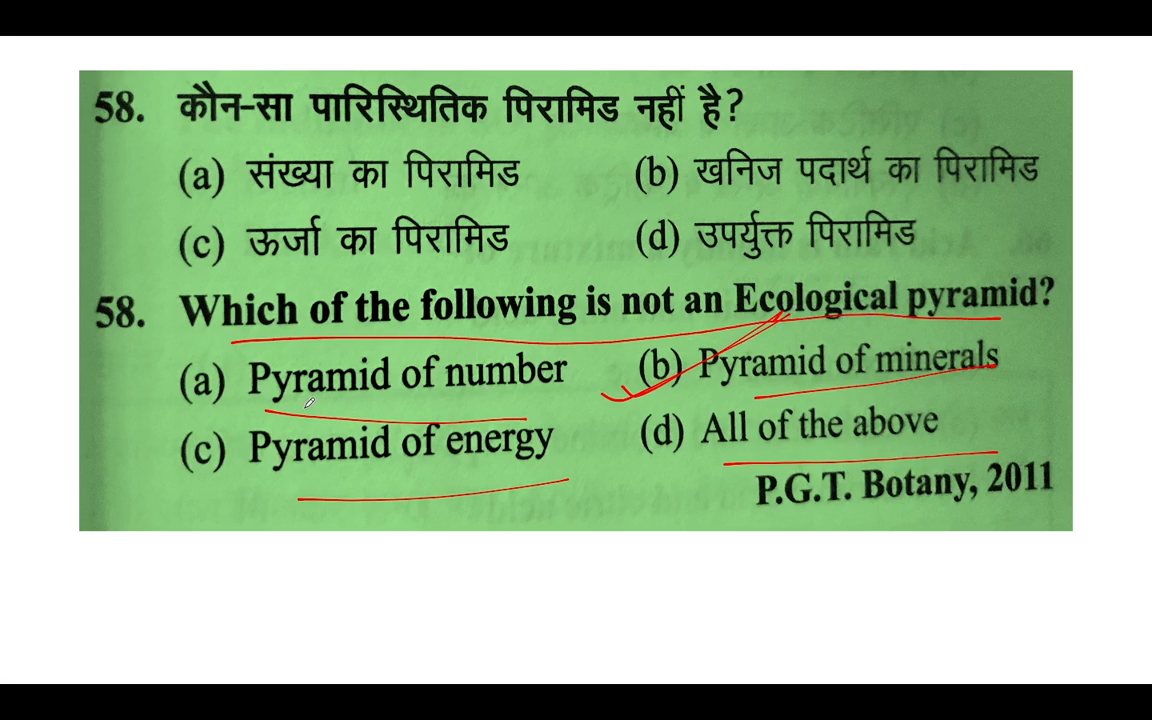 58. कौन-सा पारिस्थितिक पिरामिड नहीं है?
(a) संख्या का पिरामिड (b) खनिज पदार्थ का पिरामिड
(c) ऊर्जा का पिरामिड (d) उपर्युक्त पिरामिड
58. Which of the following is not an Ecological pyramid?
(a) Pyramid of number (b) Pyramid of minerals
(c) Pyramid of energy (d) All of the above
P.G.T. Botany, 2011